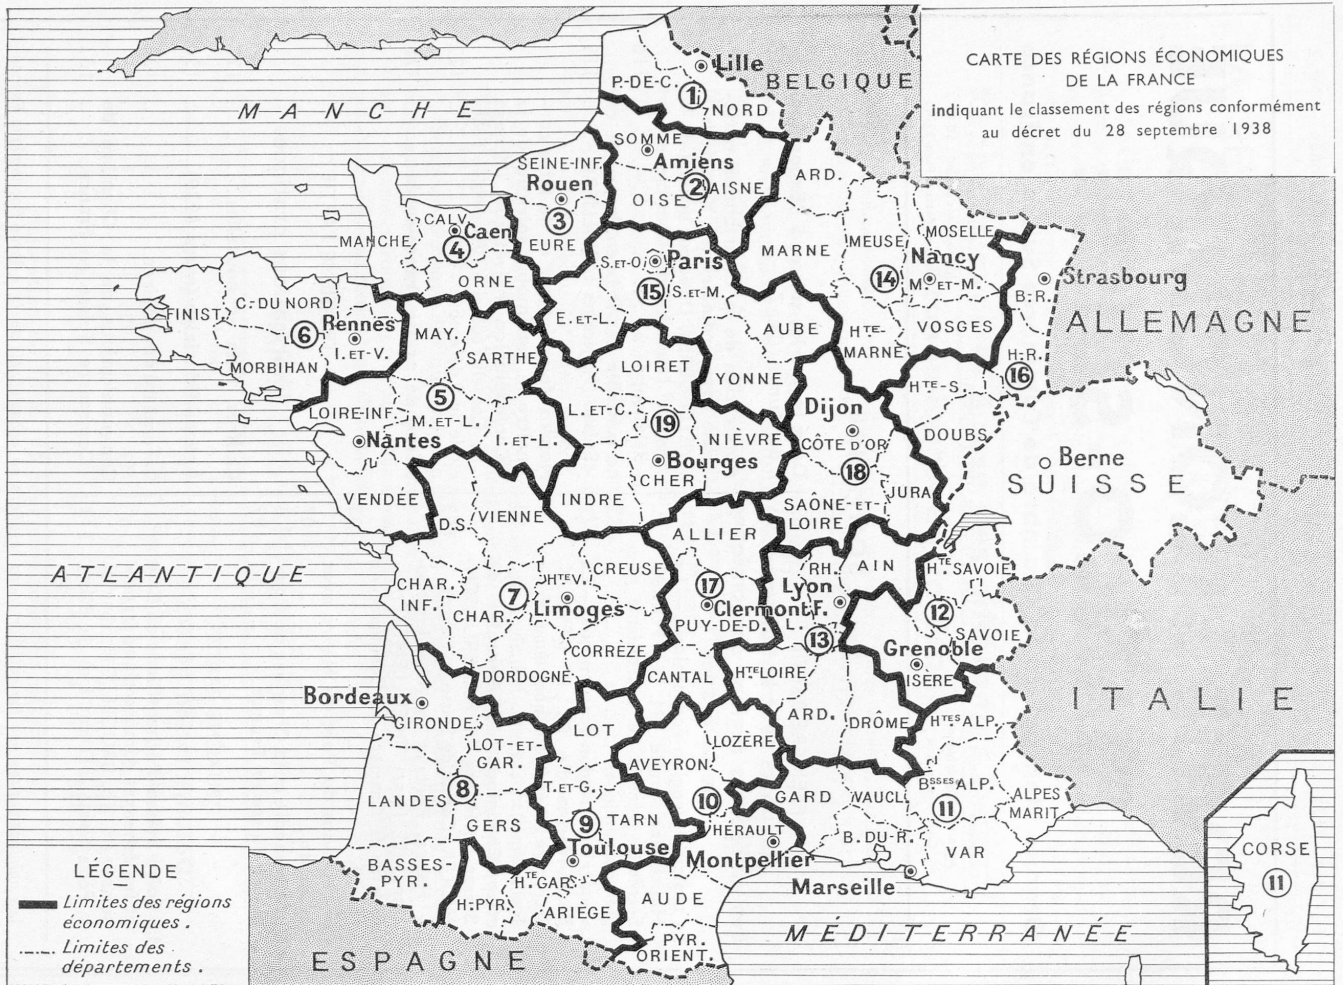 CARTE DES RÉGIONS ÉCONOMIQUES
DE LA FRANCE
indiquant le classement des régions conformément
au décret du 28 septembre 1938
MANCHE
BELGIQUE
Lille
P.-DE-C.
1
NORD
SOMME
Amiens
2
OISE
AISNE
SEINE-INF.
Rouen
3
EURE
ARD.
CALV.
Caen
MANCHE
4
ORNE
MARNE
MEUSE
MOSELLE
Nancy
14
M.-ET-M.
Strasbourg
B.-R.
ALLEMAGNE
S.-ET-O.
Paris
15
S.-ET-M.
E.-ET-L.
AUBE
HTE-
MARNE
VOSGES
H-R.
16
FINIST.
C.-DU NORD
6
Rennes
I.-ET-V.
MORBIHAN
MAY.
SARTHE
5
LOIRE-INF.
M.-ET-L.
Nantes
I.-ET-L.
VENDÉE
LOIRET
YONNE
L.-ET-C.
19
NIÈVRE
Bourges
CHER
INDRE
Dijon
CÔTE D'OR
18
SAÔNE-ET-
LOIRE
JURA
HTE-S.
DOUBS
Berne
SUISSE
ATLANTIQUE
D.S.
VIENNE
CHAR.
INF.
CHAR.
7
HTE V.
Limoges
CREUSE
CORRÈZE
DORDOGNE
ALLIER
17
Clermont F.
PUY-DE-D.
CANTAL
RH.
AIN
Lyon
L.
13
HTE LOIRE
ARD.
DRÔME
HTE SAVOIE
12
SAVOIE
Grenoble
ISÈRE
ITALIE
Bordeaux
GIRONDE
LOT-ET-
GAR.
LANDES
8
GERS
BASSES-
PYR.
LOT
T.-ET-G.
9
TARN
Toulouse
H.TE GAR.
H.-PYR.
ARIÈGE
LOZÈRE
AVEYRON
10
HÉRAULT
Montpellier
AUDE
PYR.
ORIENT.
HTES ALP.
BSSES ALP.
11
GARD
VAUCL.
ALPES
MARIT.
B.DU-R.
VAR
Marseille
CORSE
11
MÉDITERRANÉE
ESPAGNE
LÉGENDE
Limites des régions
économiques.
Limites des
départements.